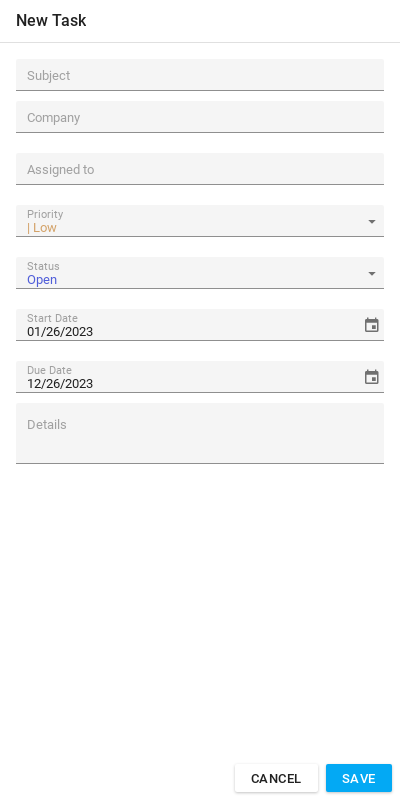 New Task
Subject
Company
Assigned to
Priority
| Low
Status
Open
Start Date
01/26/2023
Due Date
12/26/2023
Details
CANCEL
SAVE